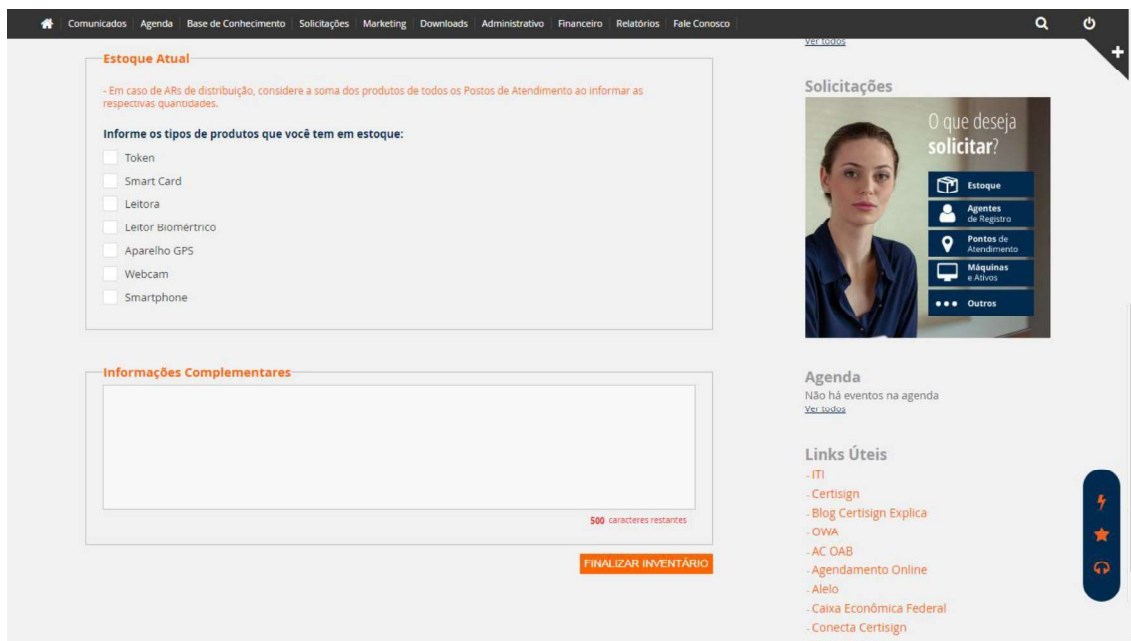 Comunicados Agenda Base de Conhecimento Solicitações Marketing Downloads Administrativo Financeiro Relatórios Fale Conosco
Estoque Atual
- Em caso de ARs de distribuição, considere a soma dos produtos de todos os Postos de Atendimento ao informar as
respectivas quantidades.
Informe os tipos de produtos que você tem em estoque:
Token
Smart Card
Leitora
Leitor Biomértrico
Aparelho GPS
Webcam
Smartphone
Informações Complementares
500 caracteres restantes
FINALIZAR INVENTÁRIO
Ver todos
Solicitações
O que deseja
solicitar?
Estoque
Agentes
de Registro
Pontos de
Atendimento
Máquinas
e Ativos
Outros
Agenda
Não há eventos na agenda
Ver todos
Links Úteis
- ITI
- Certisign
- Blog Certisign Explica
- OWA
- AC OAB
- Agendamento Online
- Alelo
- Caixa Econômica Federal
- Conecta Certisign